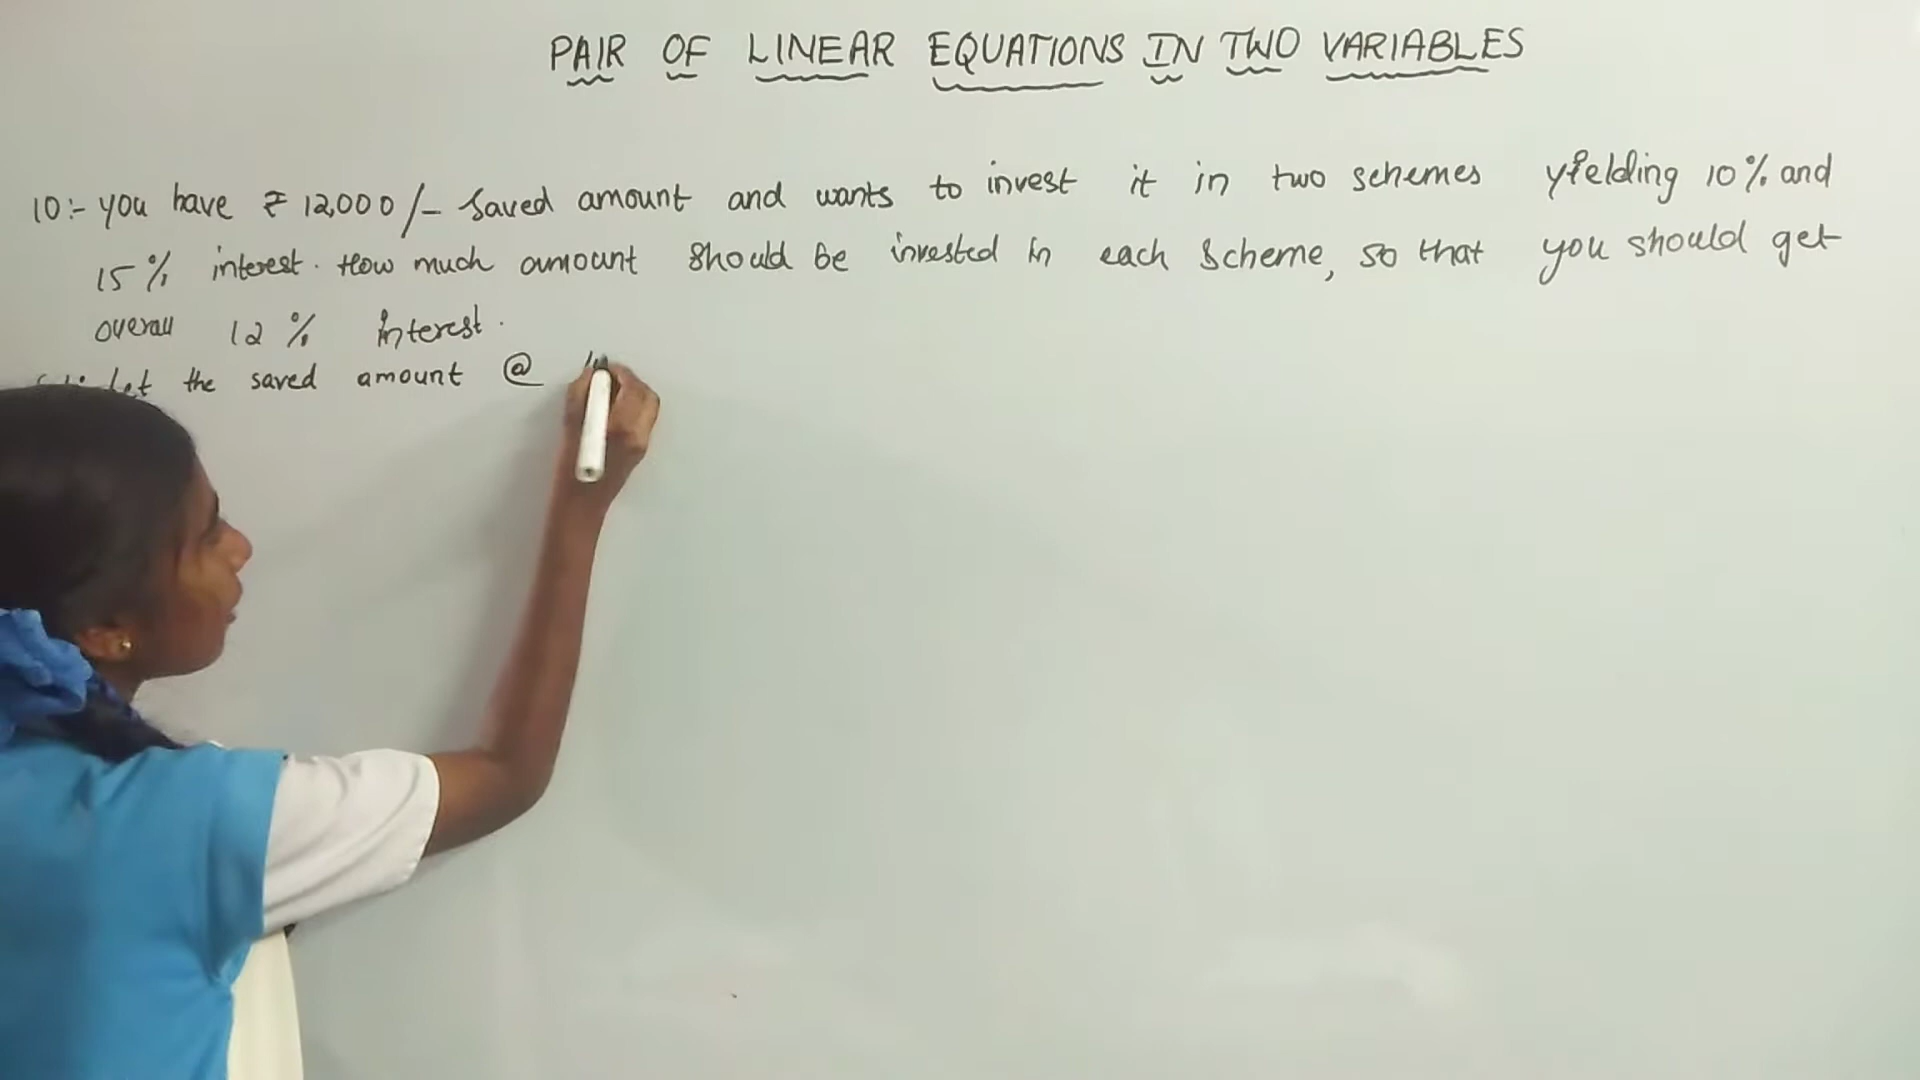 PAIR OF LINEAR EQUATIONS IN TWO VARIABLES
10:- you have ₹ 12,000/- saved amount and wants to invest it in two schemes yielding 10% and
15% interest. How much amount should be invested in each scheme, so that you should get
overall 12% interest.
let the saved amount @